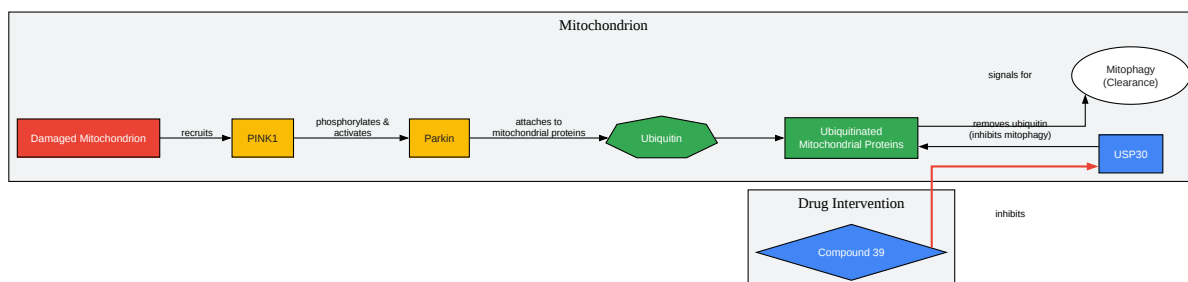 Mitochondrion
signals for
Mitophagy
(Clearance)
Damaged Mitochondrion
recruits
PINK1
phosphorylates &
activates
Parkin
attaches to
mitochondrial proteins
Ubiquitin
Ubiquitinated
Mitochondrial Proteins
removes ubiquitin
(inhibits mitophagy)
USP30
Drug Intervention
inhibits
Compound 39